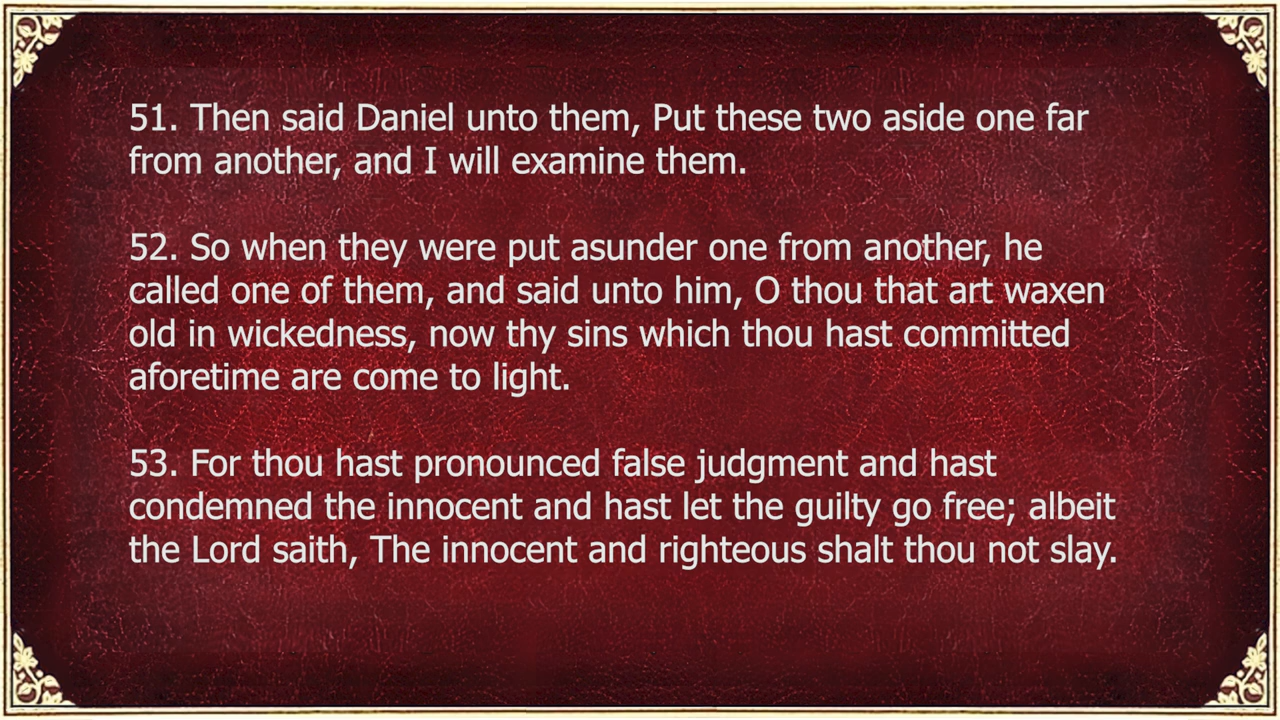 51. Then said Daniel unto them, Put these two aside one far
from another, and I will examine them.
52. So when they were put asunder one from another, he
called one of them, and said unto him, O thou that art waxen
old in wickedness, now thy sins which thou hast committed
aforetime are come to light.
53. For thou hast pronounced false judgment and hast
condemned the innocent and hast let the guilty go free; albeit
the Lord saith, The innocent and righteous shalt thou not slay.